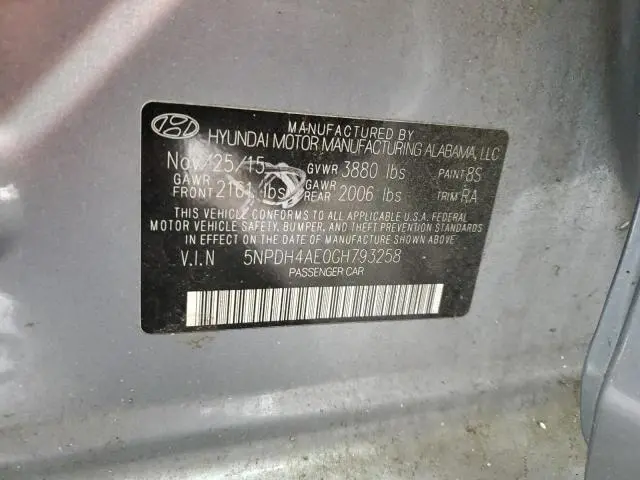 MANUFACTURED BY
HYUNDAI MOTOR MANUFACTURING ALABAMA, LLC
Nov/25/15 GVWR 3880 lbs PAINT 8S
GAWR FRONT 2161 lbs GAWR REAR 2006 lbs TRIM RA
THIS VEHICLE CONFORMS TO ALL APPLICABLE U.S.A. FEDERAL
MOTOR VEHICLE SAFETY, BUMPER, AND THEFT PREVENTION STANDARDS
IN EFFECT ON THE DATE OF MANUFACTURE SHOWN ABOVE.
V.I.N 5NPDH4AE0GH793258
PASSENGER CAR